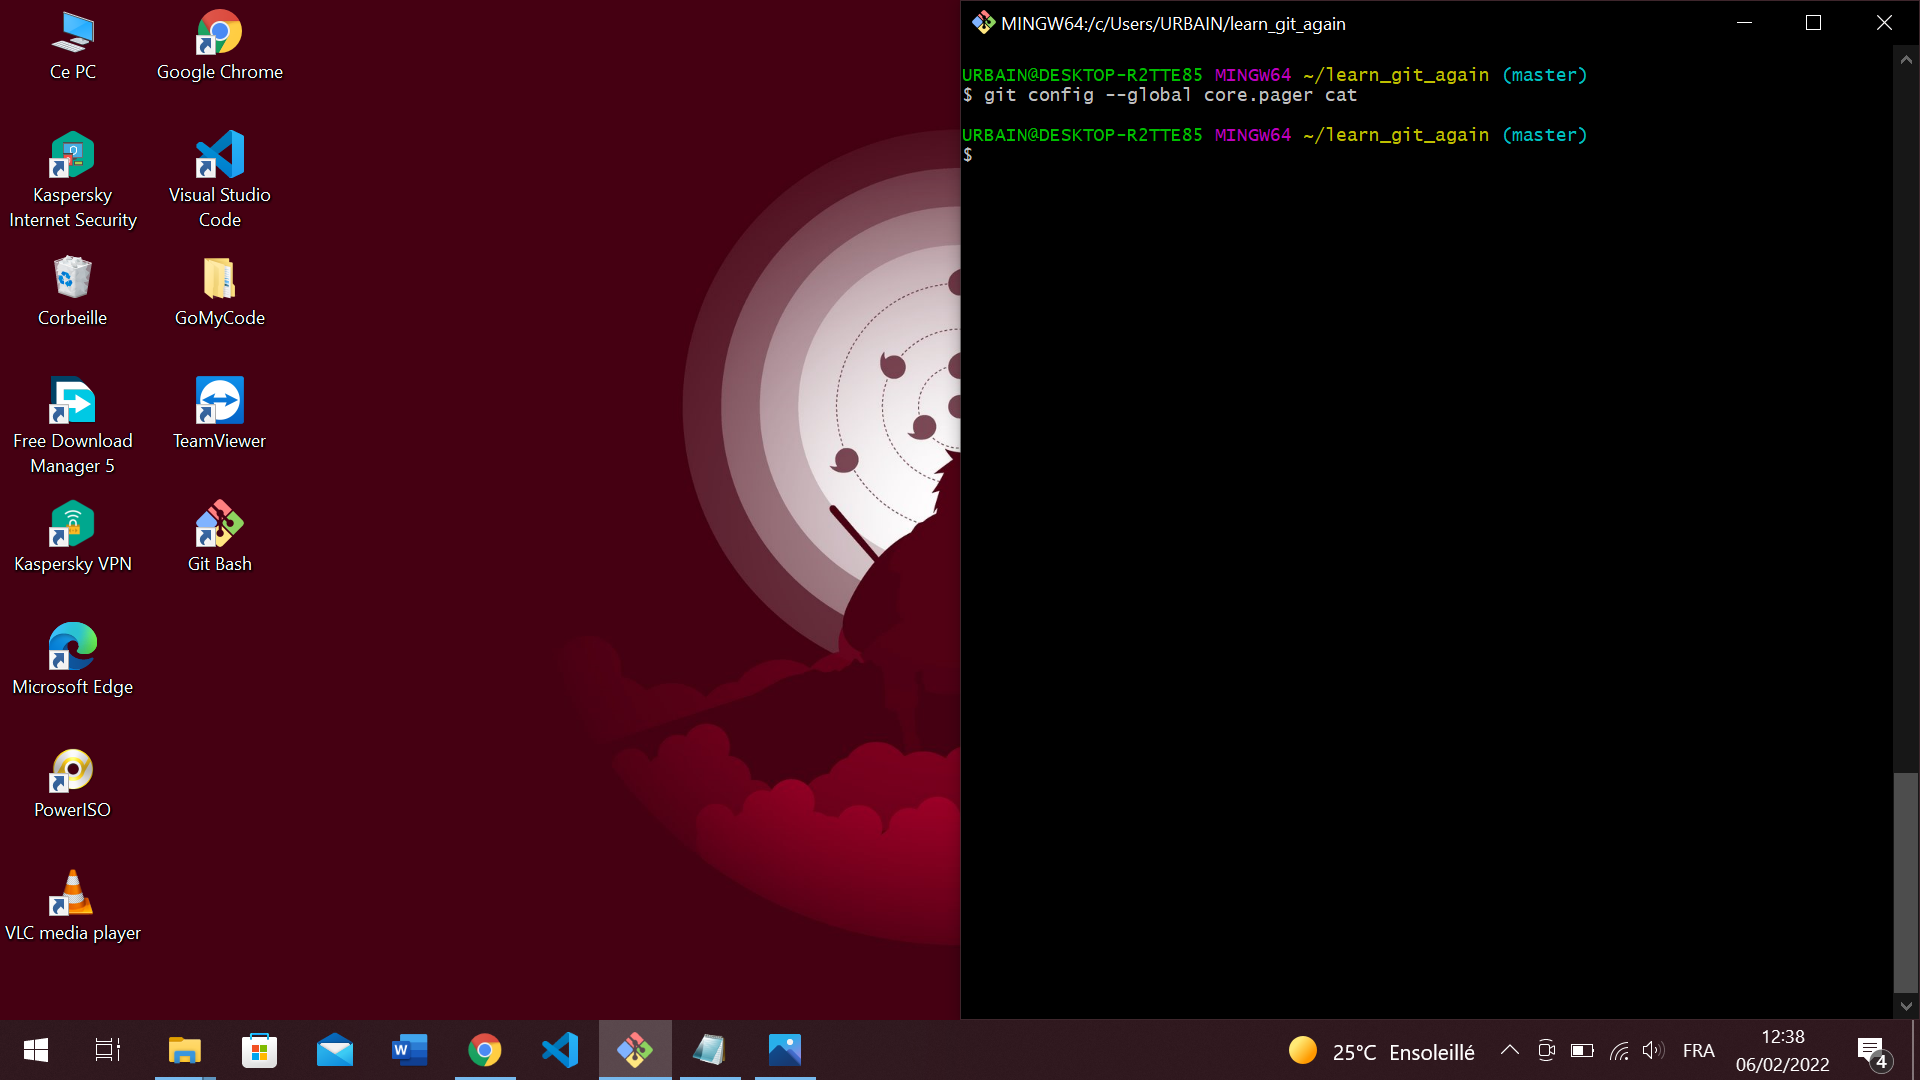 Ce PC
Google Chrome
Kaspersky
Internet Security
Visual Studio
Code
Corbeille
GoMyCode
Free Download
Manager 5
TeamViewer
Kaspersky VPN
Git Bash
Microsoft Edge
PowerISO
VLC media player
MINGW64:/c/Users/URBAIN/learn_git_again
URBAIN@DESKTOP-R2TTE85 MINGW64 ~/learn_git_again (master)
$ git config --global core.pager cat
URBAIN@DESKTOP-R2TTE85 MINGW64 ~/learn_git_again (master)
$
W
25°C Ensoleillé
FRA
12:38
06/02/2022
4